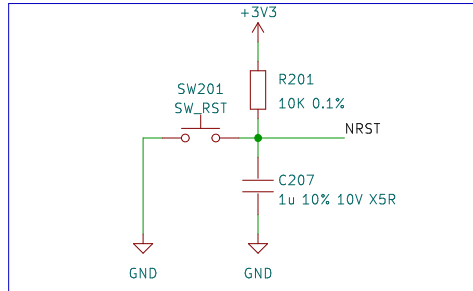 +3V3
R201
10K 0.1%
SW201
SW_RST
NRST
C207
1u 10% 10V X5R
GND
GND